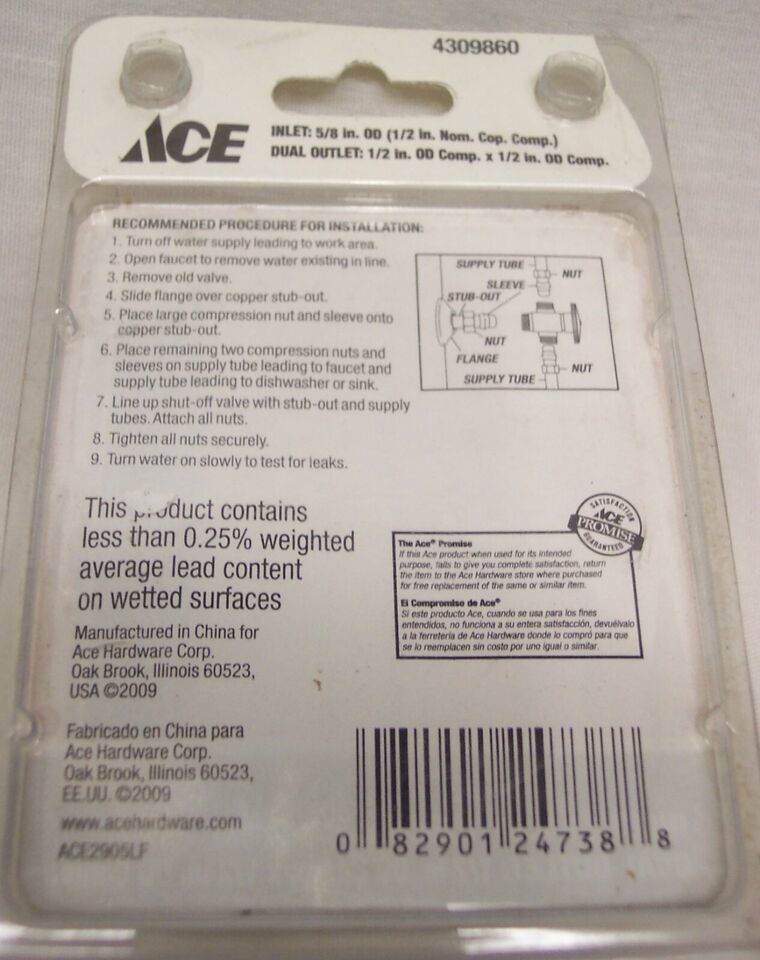 4309860
ACE
INLET: 5/8 in. OD (1/2 in. Nom. Cop. Comp.)
DUAL OUTLET: 1/2 in. OD Comp. x 1/2 in. OD Comp.
RECOMMENDED PROCEDURE FOR INSTALLATION:
1. Turn off water supply leading to work area.
2. Open faucet to remove water existing in line.
3. Remove old valve.
4. Slide flange over copper stub-out.
5. Place large compression nut and sleeve onto
copper stub-out.
6. Place remaining two compression nuts and
sleeves on supply tube leading to faucet and
supply tube leading to dishwasher or sink.
7. Line up shut-off valve with stub-out and supply
tubes. Attach all nuts.
8. Tighten all nuts securely.
9. Turn water on slowly to test for leaks.
SUPPLY TUBE
NUT
SLEEVE
STUB-OUT
NUT
FLANGE
NUT
SUPPLY TUBE
This product contains
less than 0.25% weighted
average lead content
on wetted surfaces
SATISFACTION
ACE
PROMISE
GUARANTEED
The Ace® Promise
If this Ace product when used for its intended
purpose, fails to give you complete satisfaction, return
the item to the Ace Hardware store where purchased
for free replacement of the same or similar item.
El Compromiso de Ace®
Si este producto Ace, cuando se usa para los fines
entendidos, no funciona a su entera satisfacción, devuélvalo
a la ferretería de Ace Hardware donde lo compró para que
se lo reemplacen sin costo por uno igual o similar.
Manufactured in China for
Ace Hardware Corp.
Oak Brook, Illinois 60523,
USA ©2009
Fabricado en China para
Ace Hardware Corp.
Oak Brook, Illinois 60523,
EE.UU. ©2009
www.acehardware.com
ACE2905LF
0 82901 24738 8